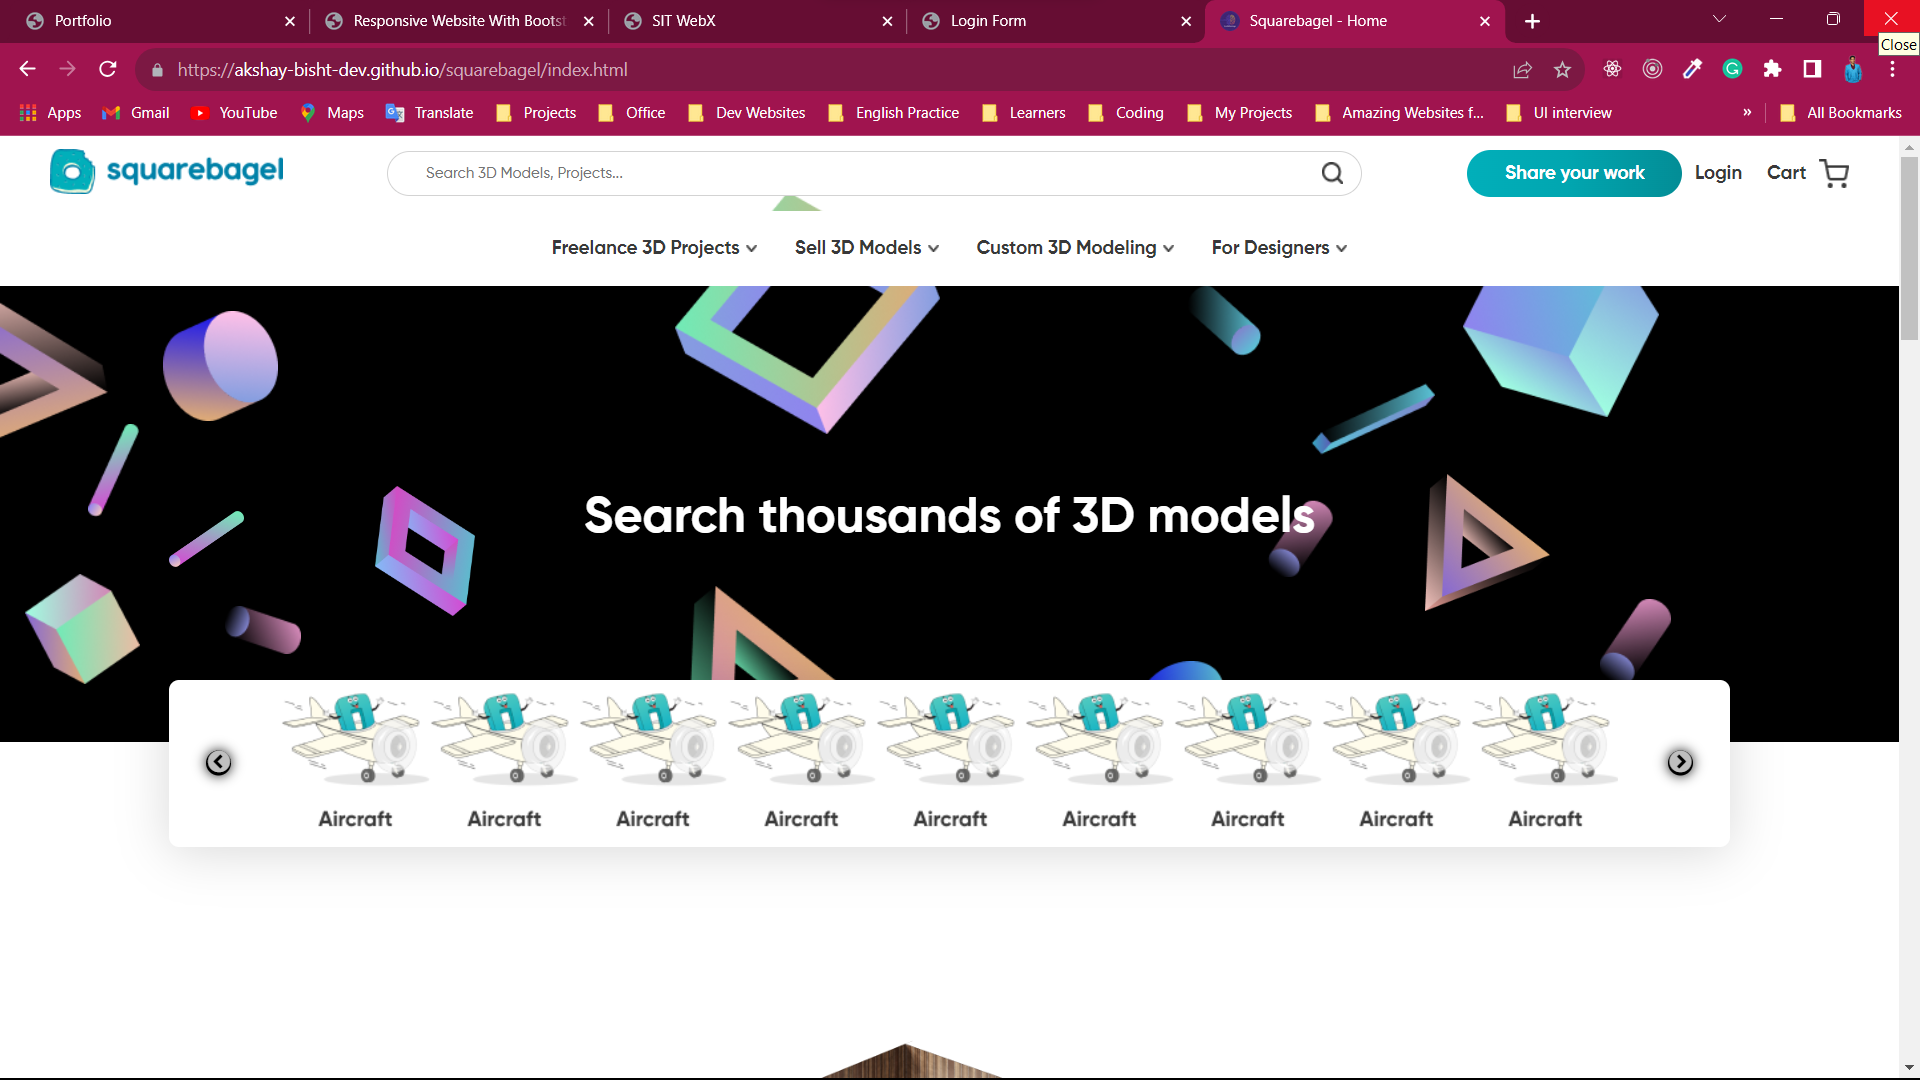 Portfolio
Responsive Website With Bootst
SIT WebX
Login Form
Squarebagel - Home
Close
https://akshay-bisht-dev.github.io/squarebagel/index.html
Apps
Gmail
YouTube
Maps
Translate
Projects
Office
Dev Websites
English Practice
Learners
Coding
My Projects
Amazing Websites f...
UI interview
»
All Bookmarks
squarebagel
Search 3D Models, Projects...
Share your work
Login
Cart
Freelance 3D Projects
Sell 3D Models
Custom 3D Modeling
For Designers
Search thousands of 3D models
Aircraft
Aircraft
Aircraft
Aircraft
Aircraft
Aircraft
Aircraft
Aircraft
Aircraft